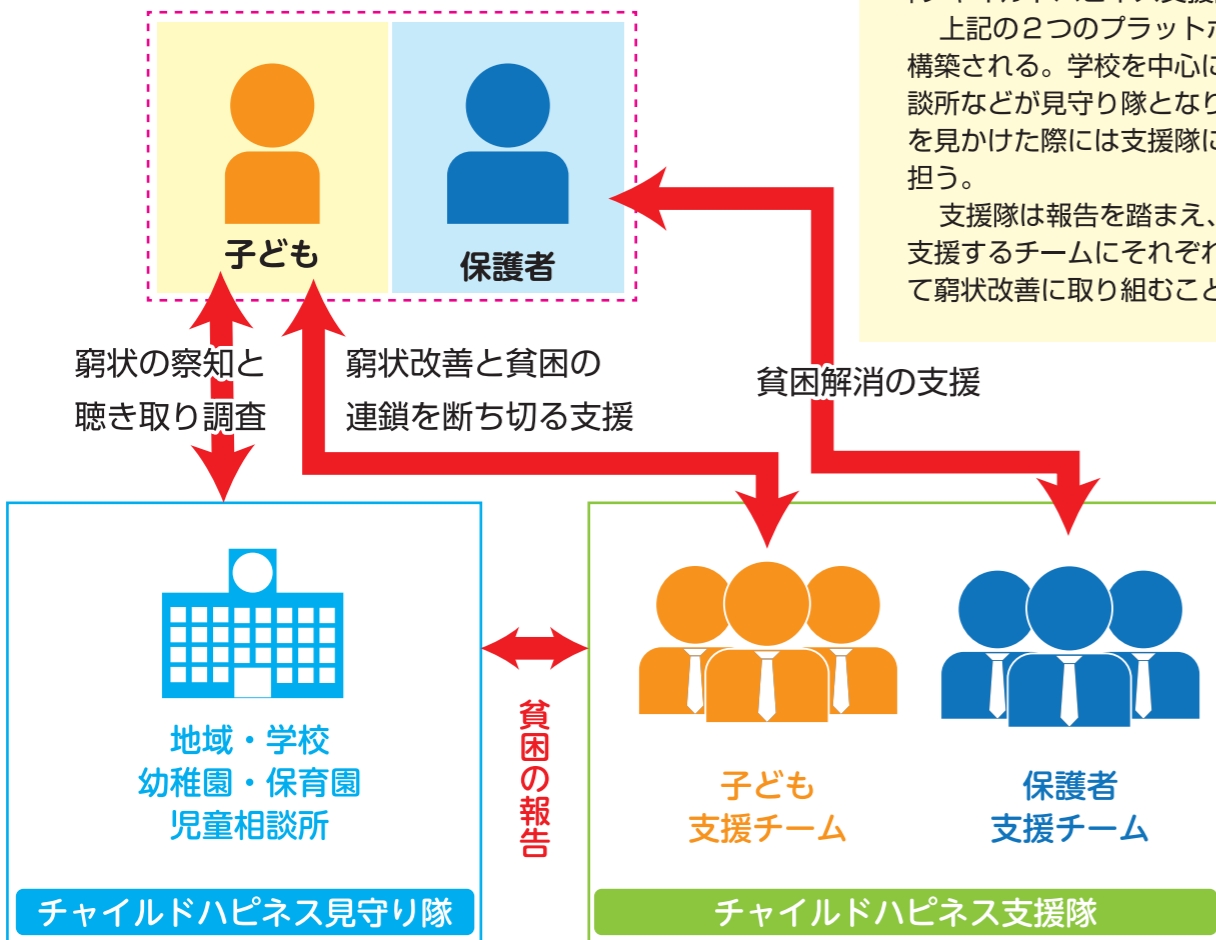 上記の２つのプラットホ
構築される。学校を中心に
談所などが見守り隊となり
を見かけた際には支援隊に
担う。
支援隊は報告を踏まえ、
支援するチームにそれぞれ
て窮状改善に取り組むこと
子ども
保護者
窮状の察知と
聴き取り調査
窮状改善と貧困の
連鎖を断ち切る支援
貧困解消の支援
地域・学校
幼稚園・保育園
児童相談所
チャイルドハピネス見守り隊
貧困の報告
子ども
支援チーム
保護者
支援チーム
チャイルドハピネス支援隊